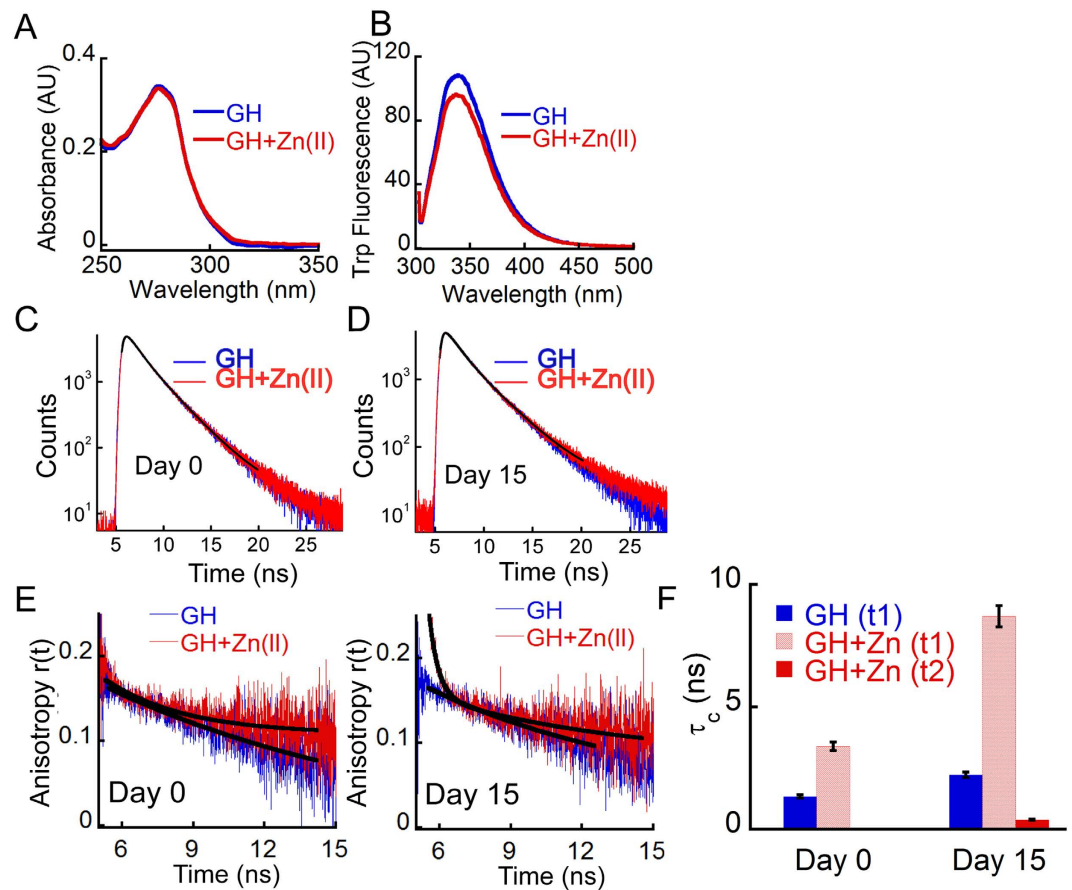 A
0.4
0.2
0
250
300
350
Absorbance (AU)
Wavelength (nm)
GH
GH+Zn(II)
B
120
80
40
0
300
350
400
450
500
Trp Fluorescence (AU)
Wavelength (nm)
GH
GH+Zn(II)
C
10³
10²
10¹
5
10
15
20
25
Counts
Time (ns)
GH
GH+Zn(II)
Day 0
D
10³
10²
10¹
5
10
15
20
25
Counts
Time (ns)
GH
GH+Zn(II)
Day 15
E
0.2
0.1
0
6
9
12
15
Anisotropy r(t)
Time (ns)
GH
GH+Zn(II)
Day 0
0.2
0.1
0
6
9
12
15
Anisotropy r(t)
Time (ns)
GH
GH+Zn(II)
Day 15
F
10
5
0
τc (ns)
GH (t1)
GH+Zn (t1)
GH+Zn (t2)
Day 0
Day 15